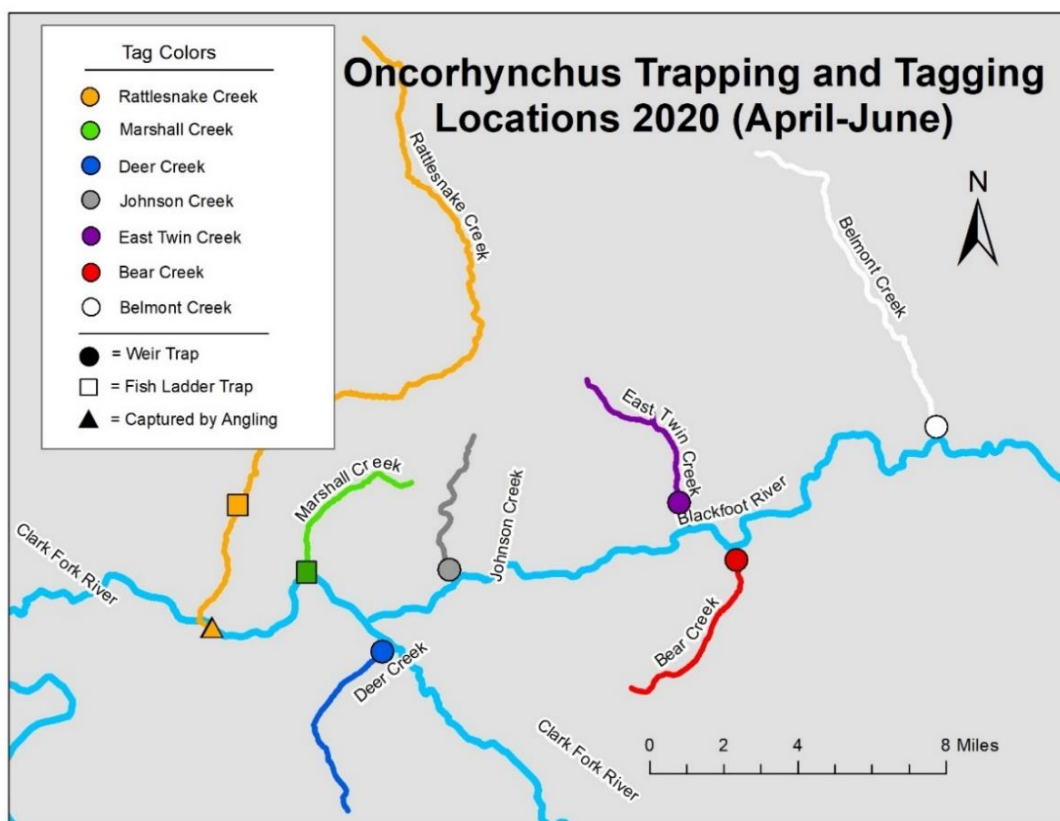 Oncorhynchus Trapping and Tagging
Locations 2020 (April-June)
Tag Colors
Rattlesnake Creek
Marshall Creek
Deer Creek
Johnson Creek
East Twin Creek
Bear Creek
Belmont Creek
= Weir Trap
= Fish Ladder Trap
= Captured by Angling
N
Rattlesnake Creek
Belmont Creek
East Twin Creek
Marshall Creek
Johnson Creek
Blackfoot River
Clark Fork River
Bear Creek
Deer Creek
Clark Fork River
0 2 4 8 Miles